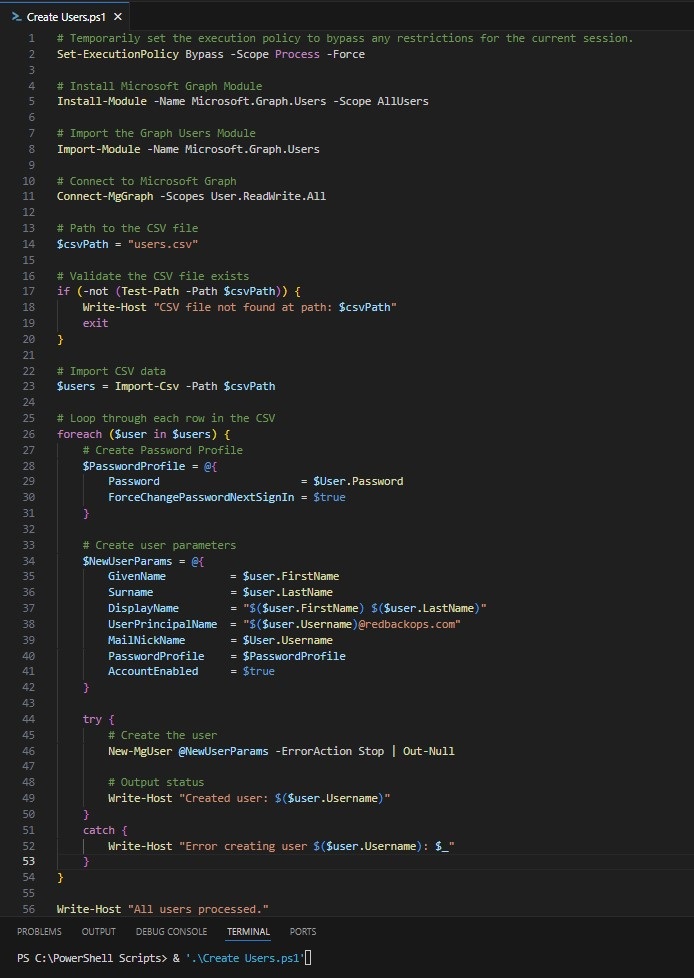 Create Users.ps1
1 # Temporarily set the execution policy to bypass any restrictions for the current session.
2 Set-ExecutionPolicy Bypass -Scope Process -Force
3
4 # Install Microsoft Graph Module
5 Install-Module -Name Microsoft.Graph.Users -Scope AllUsers
6
7 # Import the Graph Users Module
8 Import-Module -Name Microsoft.Graph.Users
9
10 # Connect to Microsoft Graph
11 Connect-MgGraph -Scopes User.ReadWrite.All
12
13 # Path to the CSV file
14 $csvPath = "users.csv"
15
16 # Validate the CSV file exists
17 if (-not (Test-Path -Path $csvPath)) {
18     Write-Host "CSV file not found at path: $csvPath"
19     exit
20 }
21
22 # Import CSV data
23 $users = Import-Csv -Path $csvPath
24
25 # Loop through each row in the CSV
26 foreach ($user in $users) {
27     # Create Password Profile
28     $PasswordProfile = @{
29         Password                      = $User.Password
30         ForceChangePasswordNextSignIn = $true
31     }
32
33     # Create user parameters
34     $NewUserParams = @{
35         GivenName         = $user.FirstName
36         Surname           = $user.LastName
37         DisplayName       = "$($user.FirstName) $($user.LastName)"
38         UserPrincipalName = "$($user.Username)@redbackops.com"
39         MailNickName      = $User.Username
40         PasswordProfile   = $PasswordProfile
41         AccountEnabled    = $true
42     }
43
44     try {
45         # Create the user
46         New-MgUser @NewUserParams -ErrorAction Stop | Out-Null
47
48         # Output status
49         Write-Host "Created user: $($user.Username)"
50     }
51     catch {
52         Write-Host "Error creating user $($user.Username): $_"
53     }
54 }
55
56 Write-Host "All users processed."
PROBLEMS OUTPUT DEBUG CONSOLE TERMINAL PORTS
PS C:\PowerShell Scripts> & '.\Create Users.ps1'